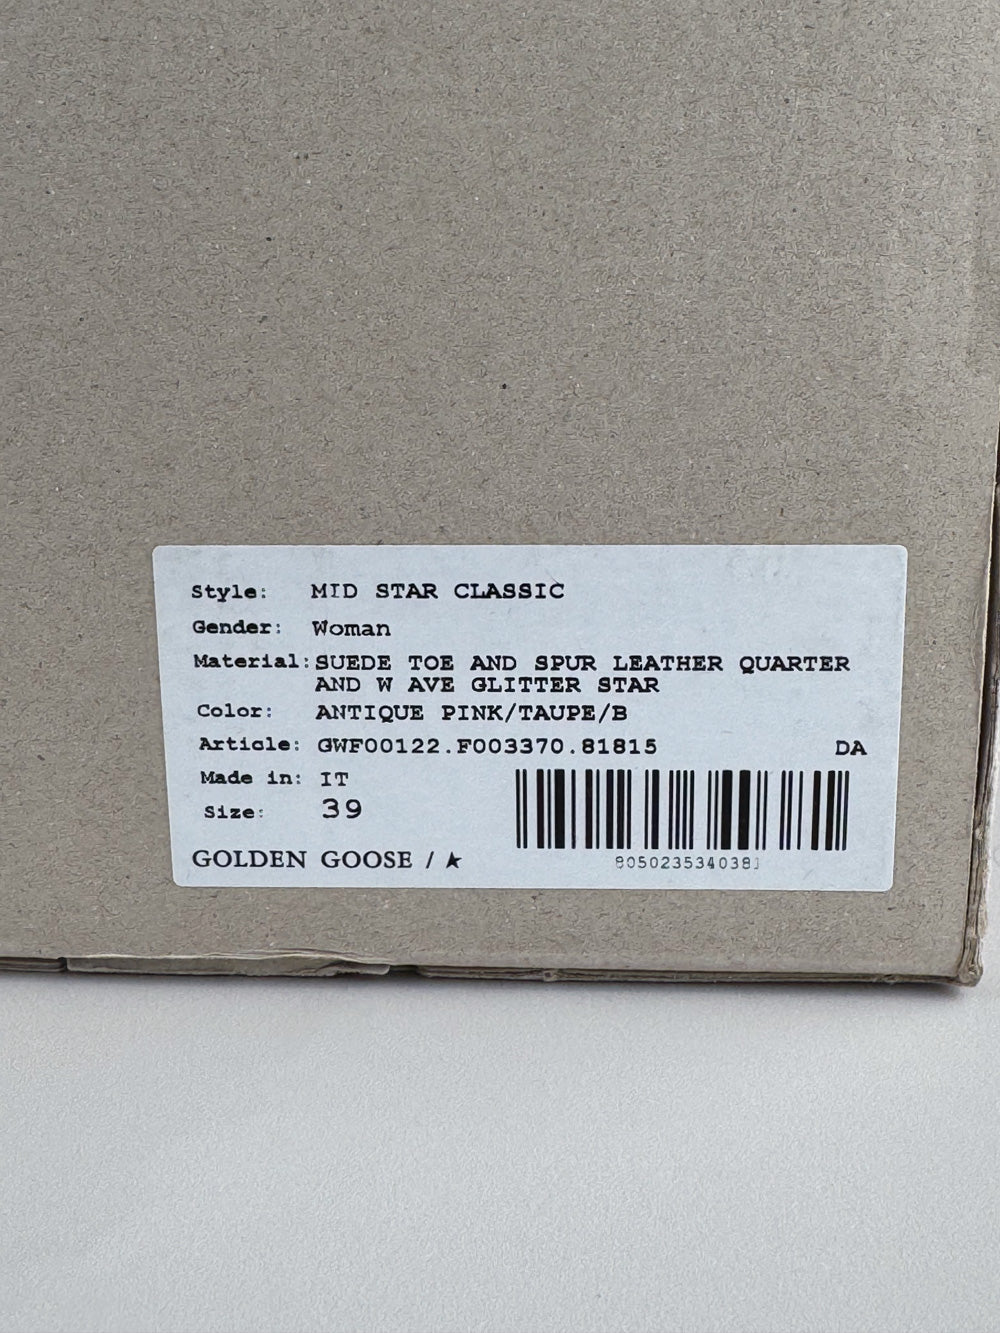 Style: MID STAR CLASSIC
Gender: Woman
Material: SUEDE TOE AND SPUR LEATHER QUARTER
AND W AVE GLITTER STAR
Color: ANTIQUE PINK/TAUPE/B
Article: GWF00122.F003370.81815 DA
Made in: IT
Size: 39
GOLDEN GOOSE / ★
8050235340381